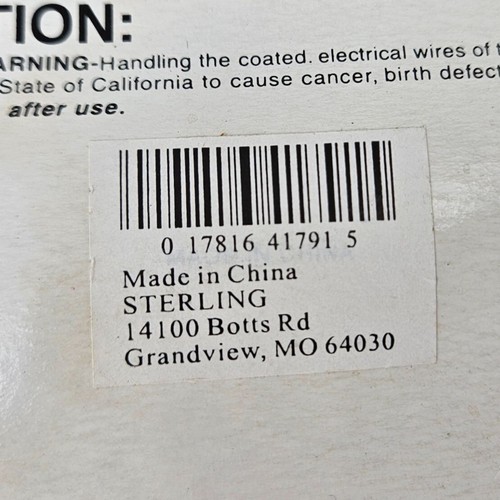 TION:
ARNING-Handling the coated. electrical wires of
State of California to cause cancer, birth defect
after use.
0 17816 41791 5
Made in China
STERLING
14100 Botts Rd
Grandview, MO 64030